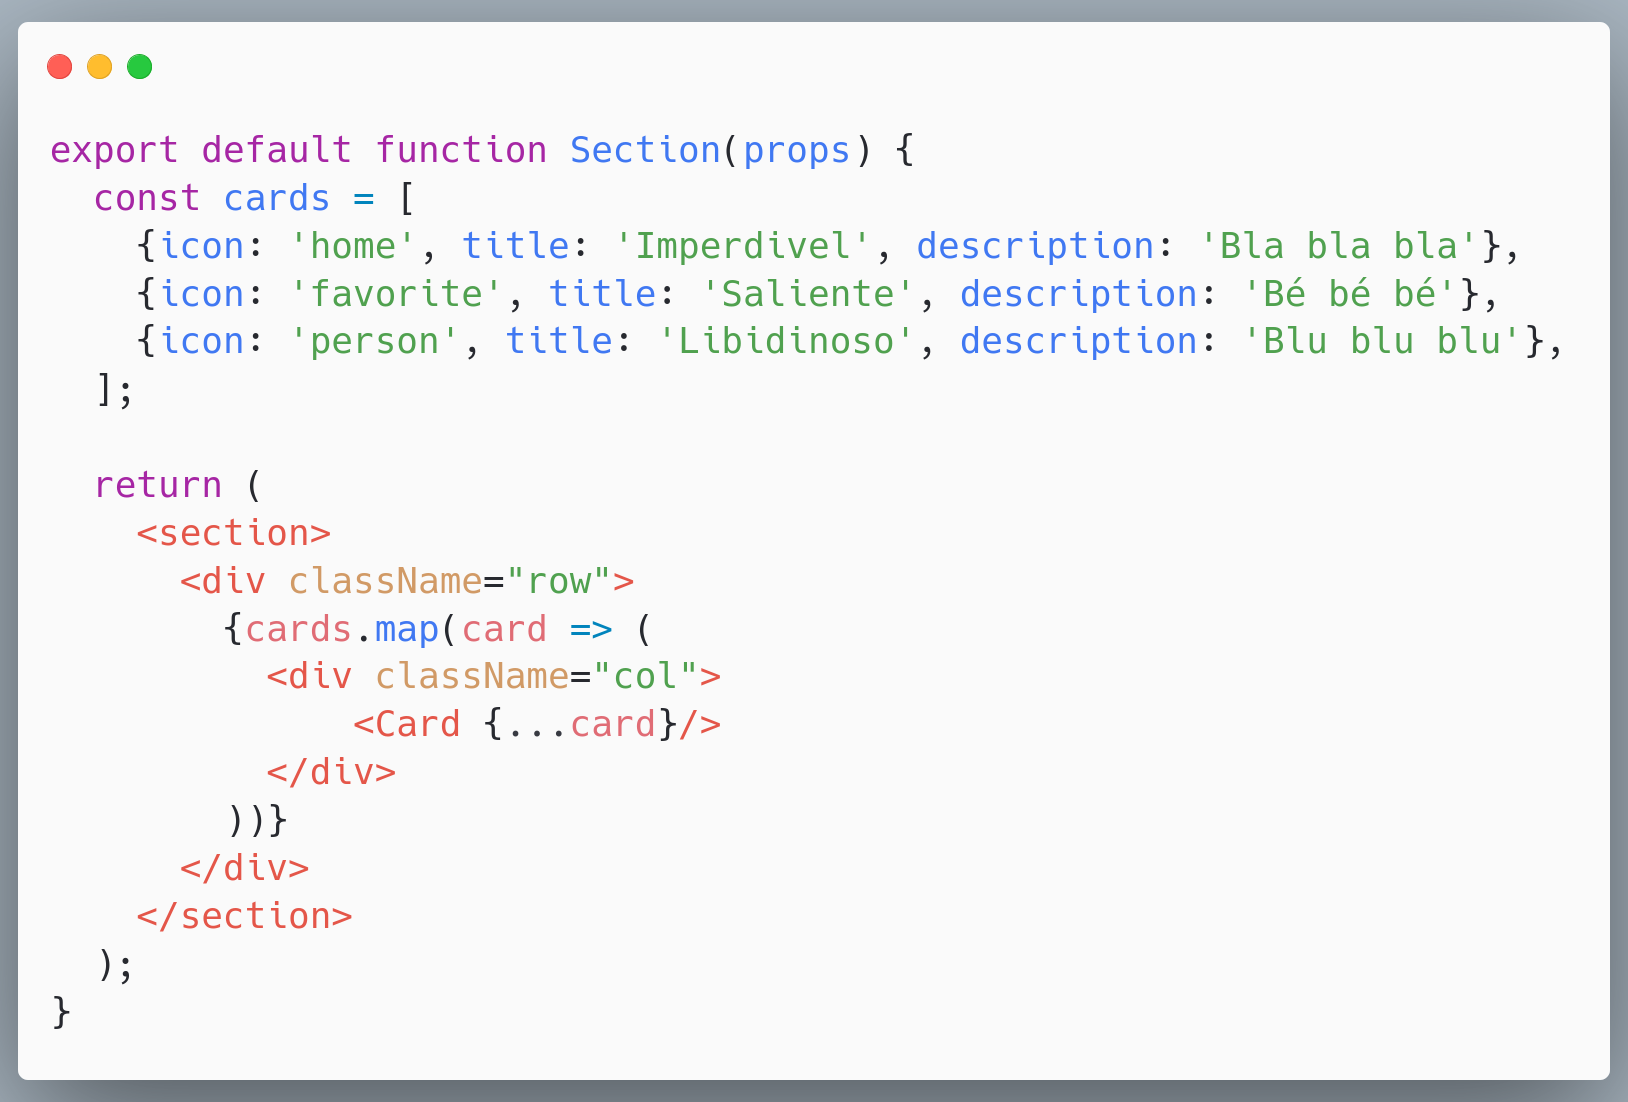 export default function Section(props) {
  const cards = [
    {icon: 'home', title: 'Imperdivel', description: 'Bla bla bla'},
    {icon: 'favorite', title: 'Saliente', description: 'Bé bé bé'},
    {icon: 'person', title: 'Libidinoso', description: 'Blu blu blu'},
  ];

  return (
    <section>
      <div className="row">
        {cards.map(card => (
          <div className="col">
              <Card {...card}/>
          </div>
        ))}
      </div>
    </section>
  );
}